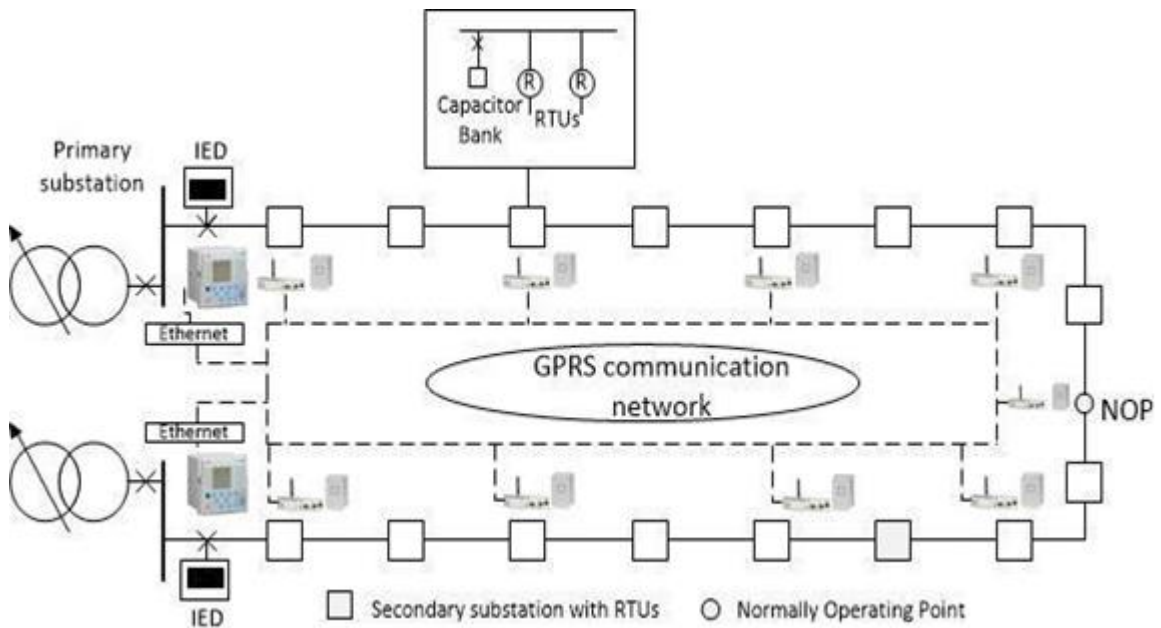 Capacitor
Bank
R
R
RTUs
Primary
substation
IED
Ethernet
GPRS communication
network
NOP
Ethernet
IED
Secondary substation with RTUs
Normally Operating Point